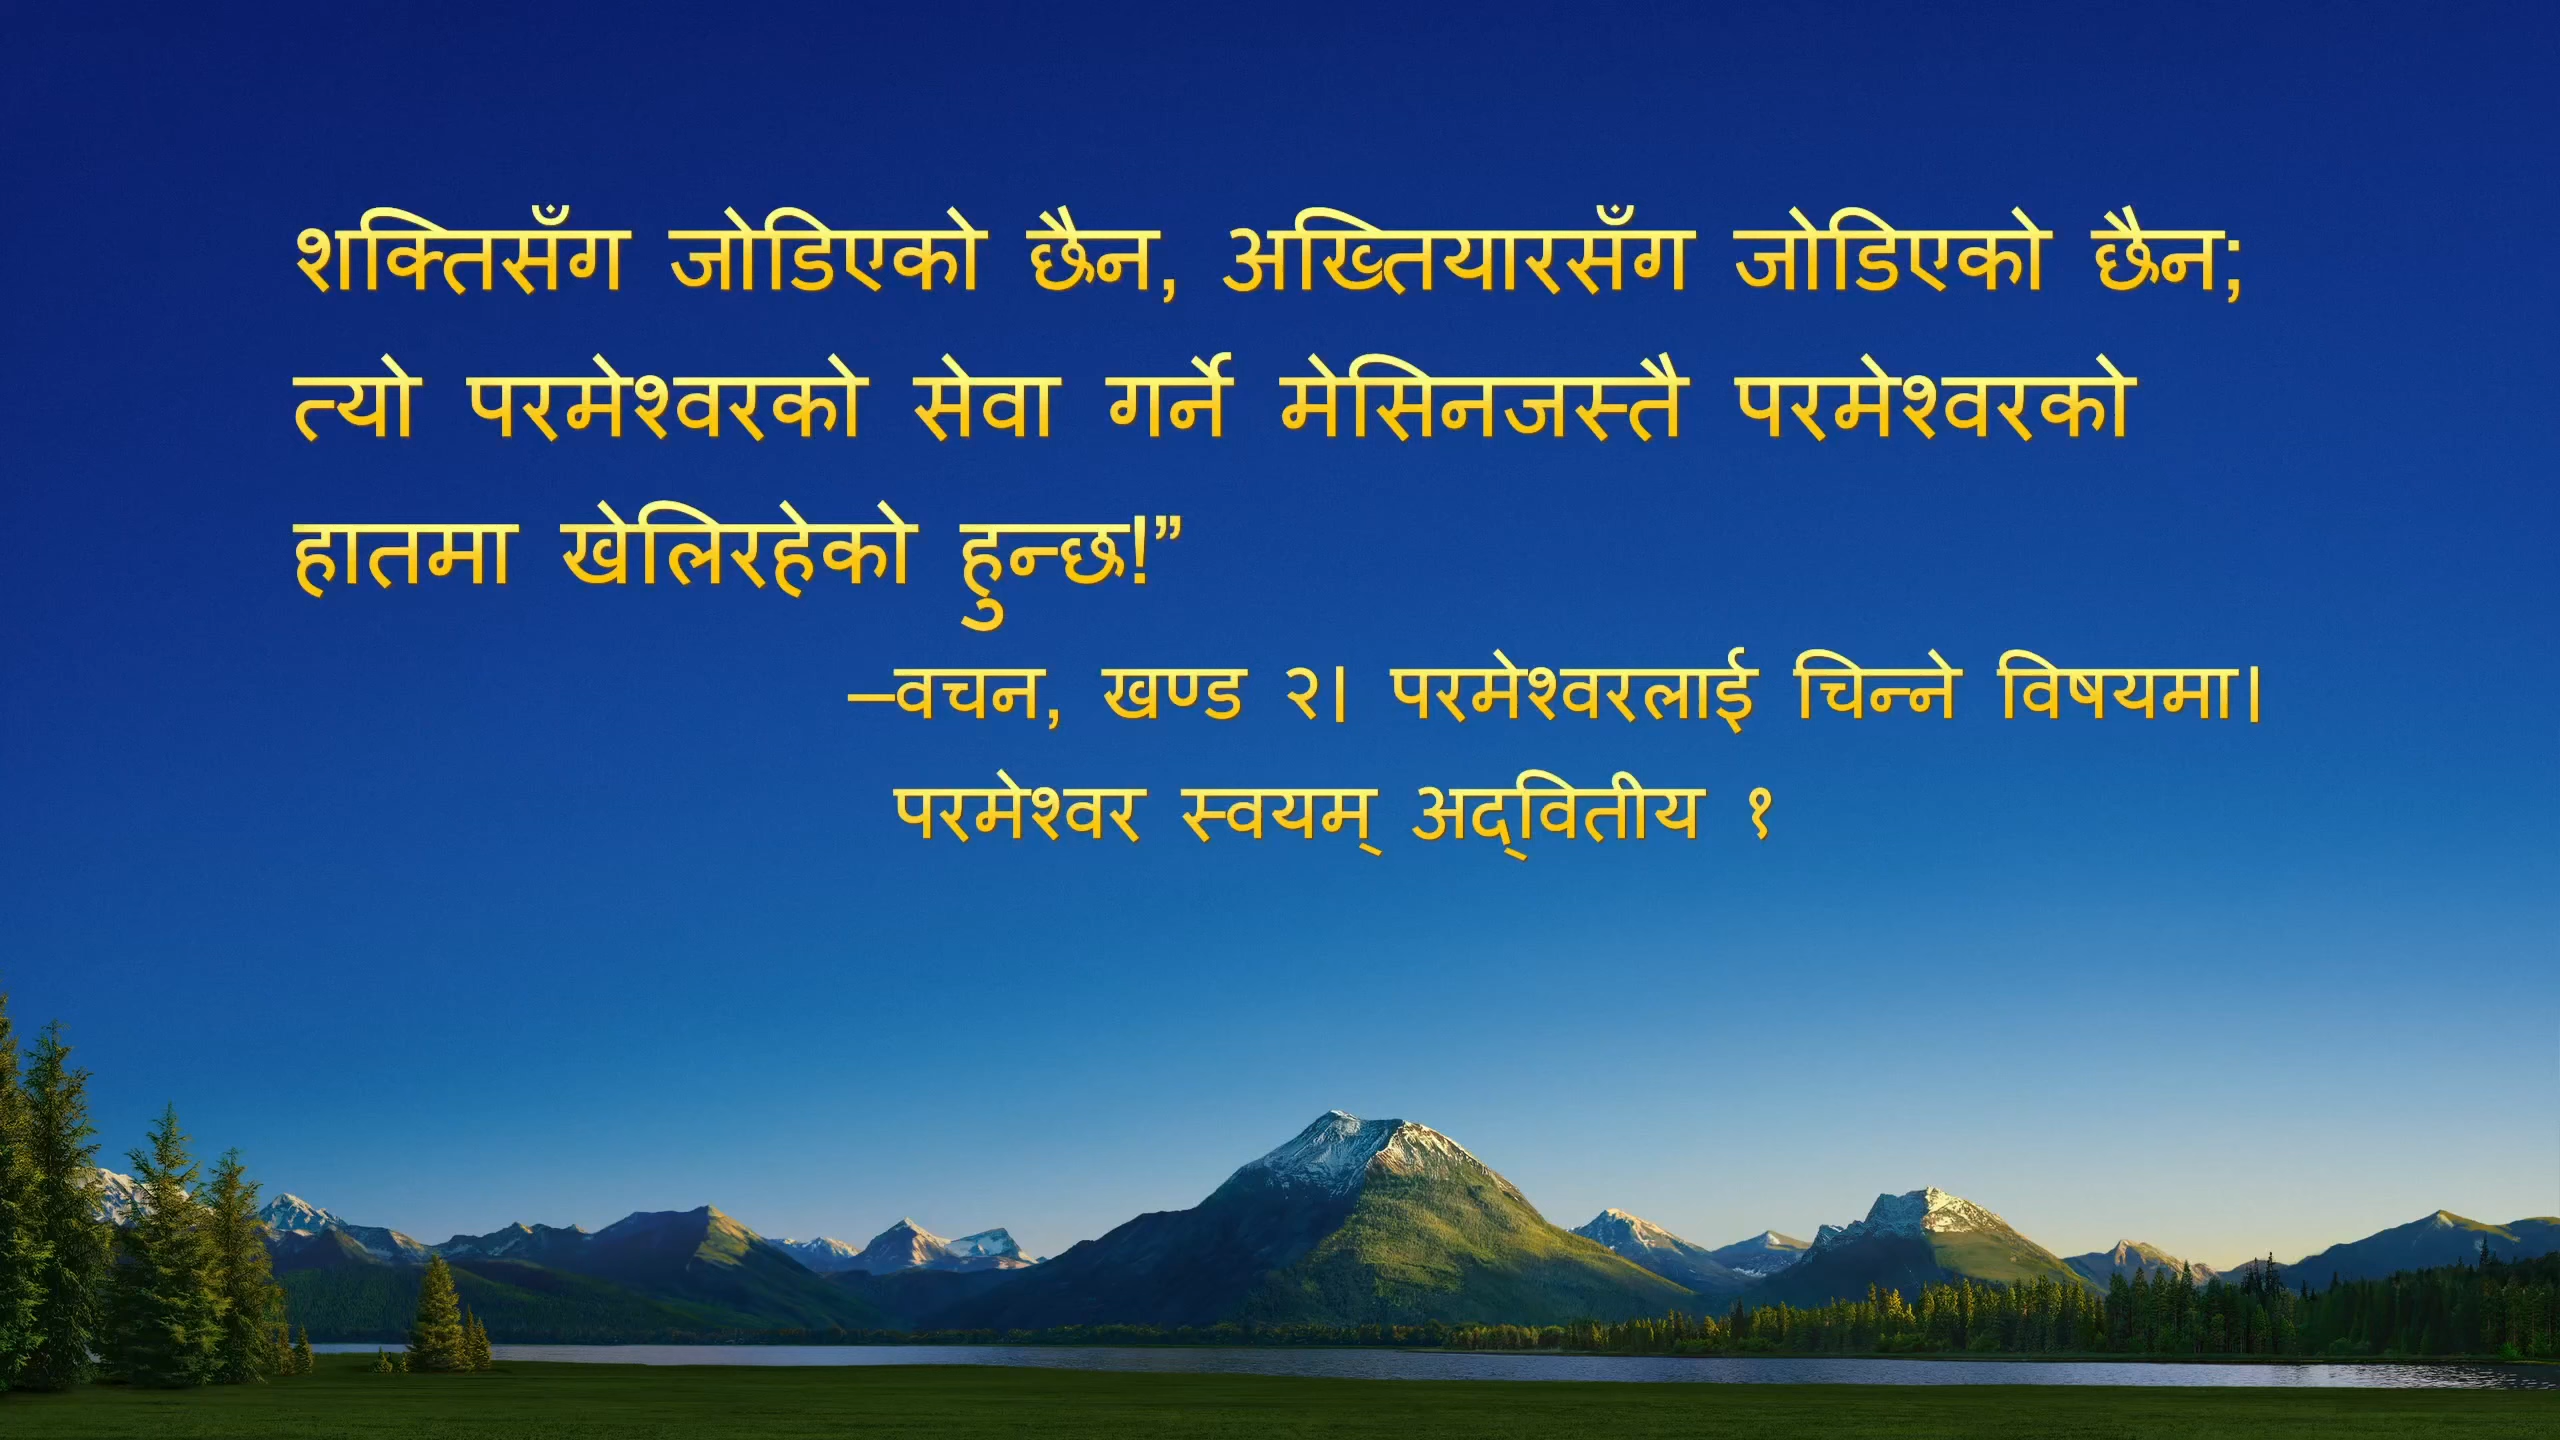 शक्तिसँग जोडिएको छैन, अख्तियारसँग जोडिएको छैन;
त्यो परमेश्वरको सेवा गर्ने मेसिनजस्तै परमेश्वरको
हातमा खेलिरहेको हुन्छ!”
—वचन, खण्ड २। परमेश्वरलाई चिन्ने विषयमा।
परमेश्वर स्वयम् अद्‌वितीय १